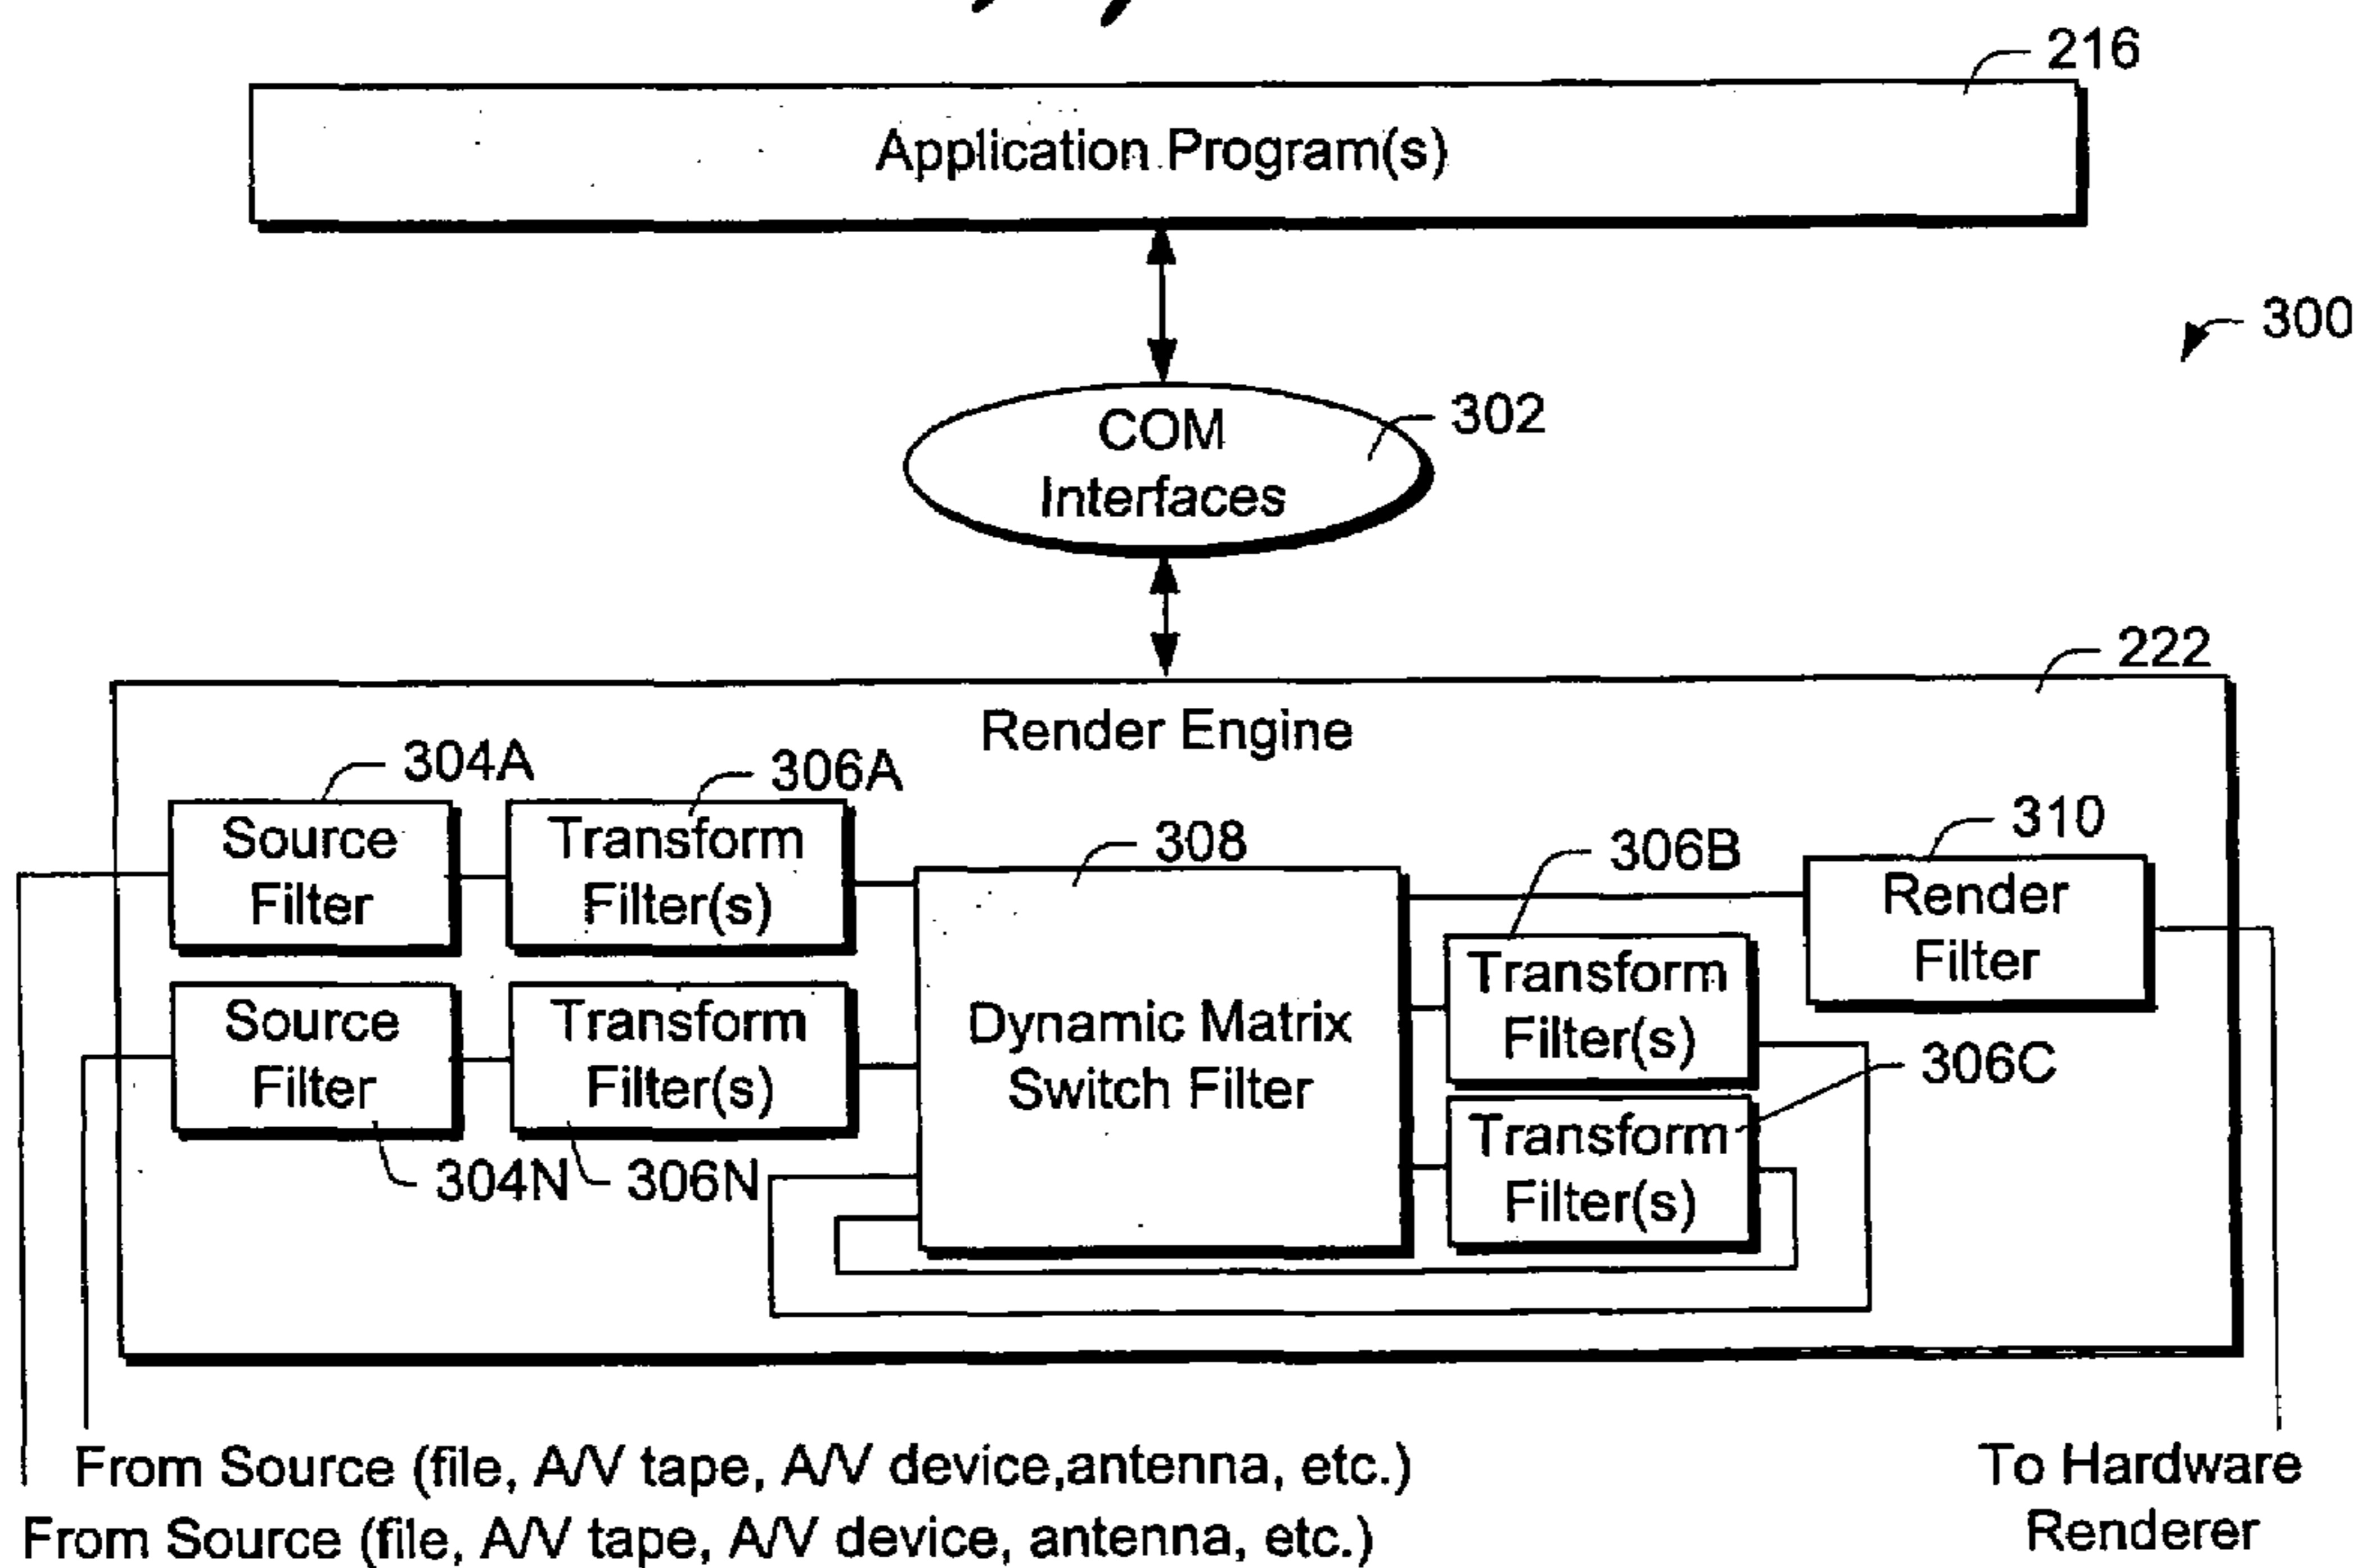 216
Application Program(s)
300
COM
Interfaces
302
222
Render Engine
304A
306A
Source
Filter
Transform
Filter(s)
308
306B
310
Render
Filter
Source
Filter
Transform
Filter(s)
Dynamic Matrix
Switch Filter
Transform
Filter(s)
306C
Transform
Filter(s)
304N
306N
From Source (file, A/V tape, A/V device,antenna, etc.)
From Source (file, A/V tape, A/V device, antenna, etc.)
To Hardware
Renderer